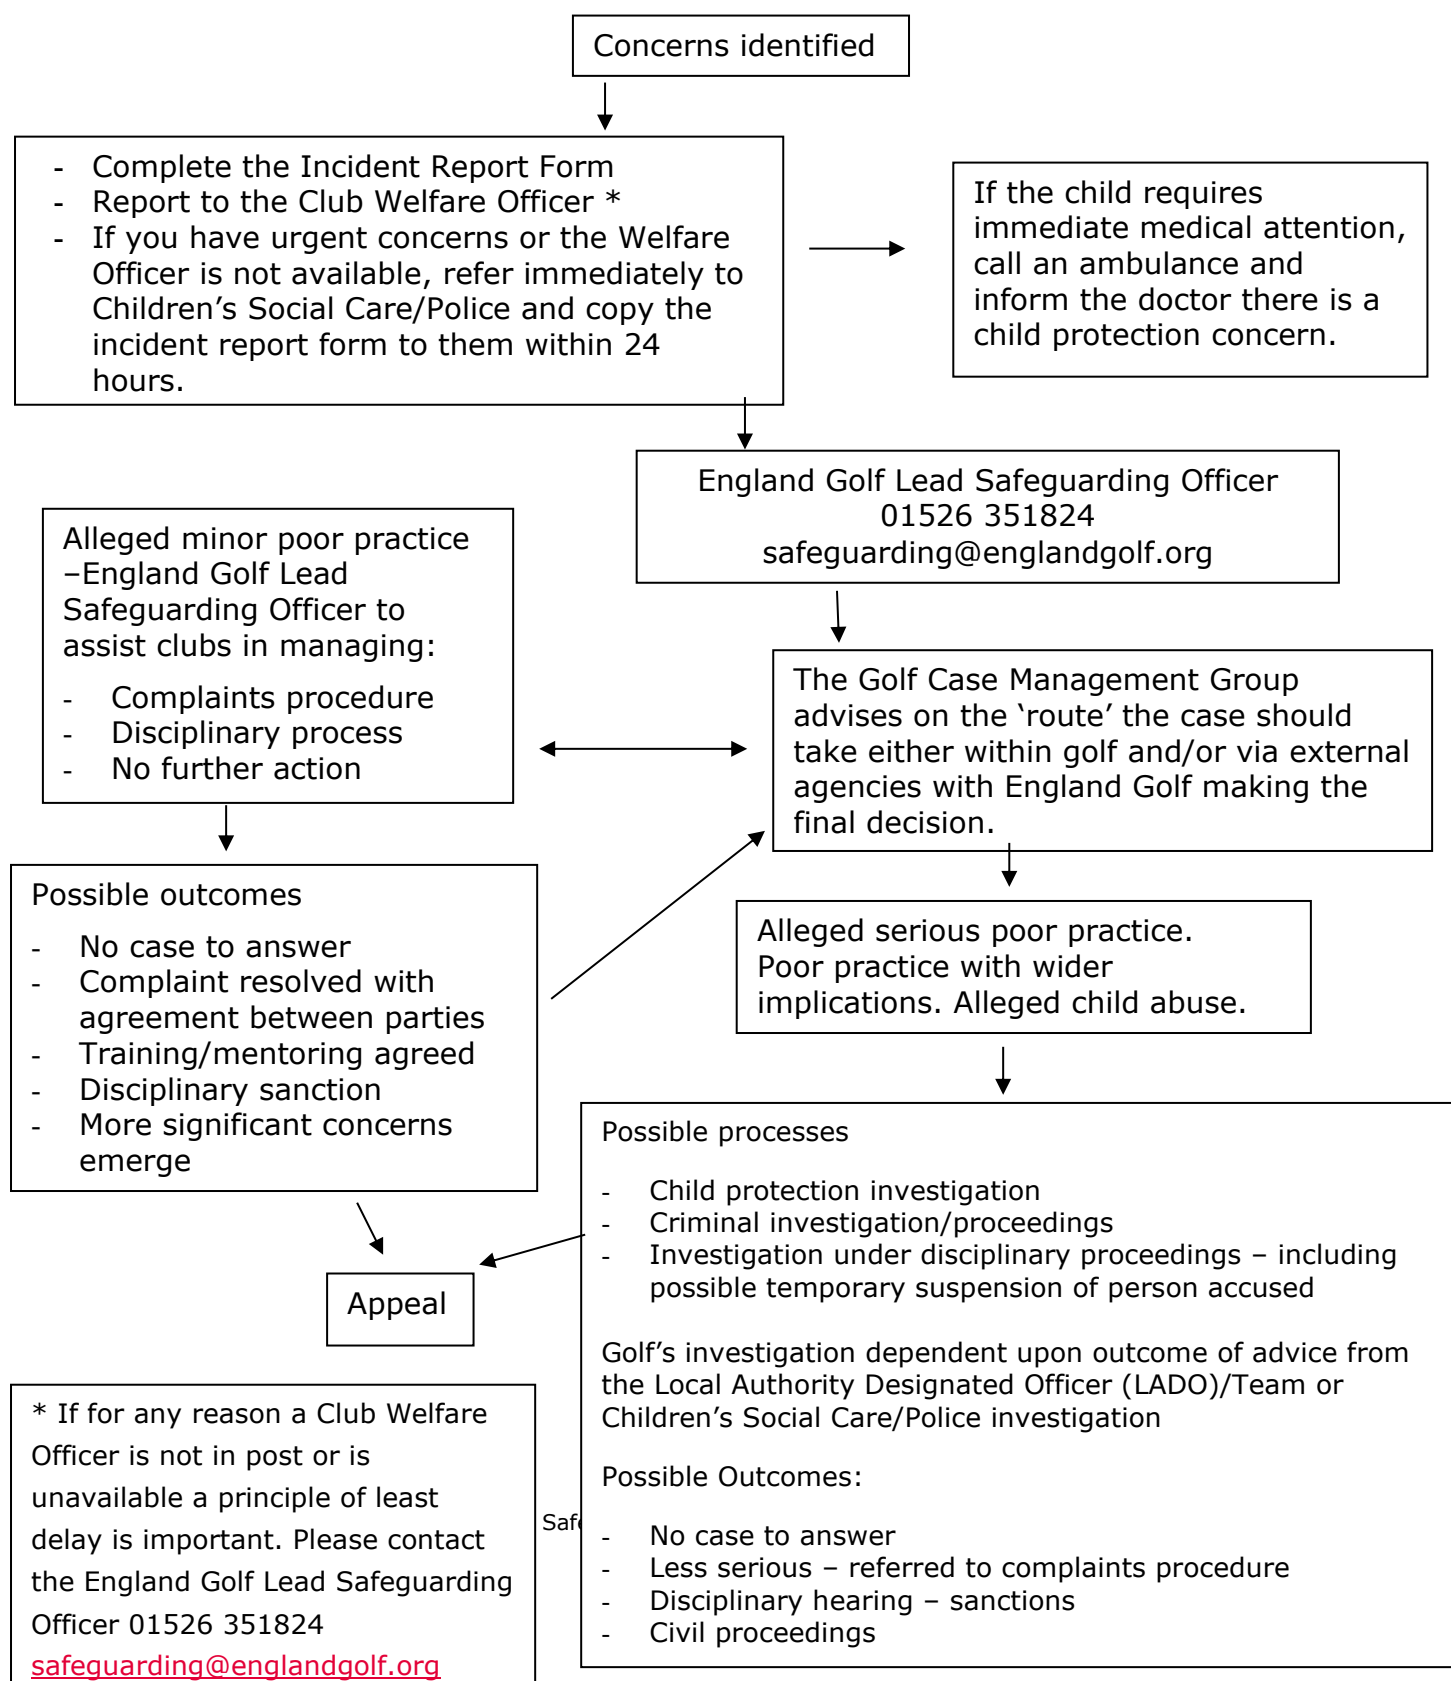 Concerns identified
- Complete the Incident Report Form
- Report to the Club Welfare Officer *
- If you have urgent concerns or the Welfare
Officer is not available, refer immediately to
Children’s Social Care/Police and copy the
incident report form to them within 24
hours.
If the child requires
immediate medical attention,
call an ambulance and
inform the doctor there is a
child protection concern.
England Golf Lead Safeguarding Officer
01526 351824
safeguarding@englandgolf.org
Alleged minor poor practice
–England Golf Lead
Safeguarding Officer to
assist clubs in managing:
- Complaints procedure
- Disciplinary process
- No further action
The Golf Case Management Group
advises on the ‘route’ the case should
take either within golf and/or via external
agencies with England Golf making the
final decision.
Possible outcomes
- No case to answer
- Complaint resolved with
agreement between parties
- Training/mentoring agreed
- Disciplinary sanction
- More significant concerns
emerge
Alleged serious poor practice.
Poor practice with wider
implications. Alleged child abuse.
Possible processes
- Child protection investigation
- Criminal investigation/proceedings
- Investigation under disciplinary proceedings – including
possible temporary suspension of person accused
Golf’s investigation dependent upon outcome of advice from
the Local Authority Designated Officer (LADO)/Team or
Children’s Social Care/Police investigation
Possible Outcomes:
- No case to answer
- Less serious – referred to complaints procedure
- Disciplinary hearing – sanctions
- Civil proceedings
Appeal
* If for any reason a Club Welfare
Officer is not in post or is
unavailable a principle of least
delay is important. Please contact
the England Golf Lead Safeguarding
Officer 01526 351824
safeguarding@englandgolf.org